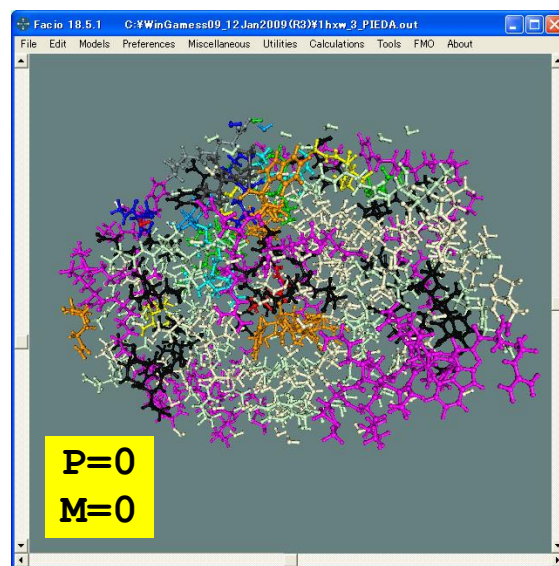 Facio 18.5.1 C:¥WinGamess09_12Jan2009(R3)¥1hxw_3_PIEDA.out
File Edit Models Preferences Miscellaneous Utilities Calculations Tools FMO About
P=0
M=0